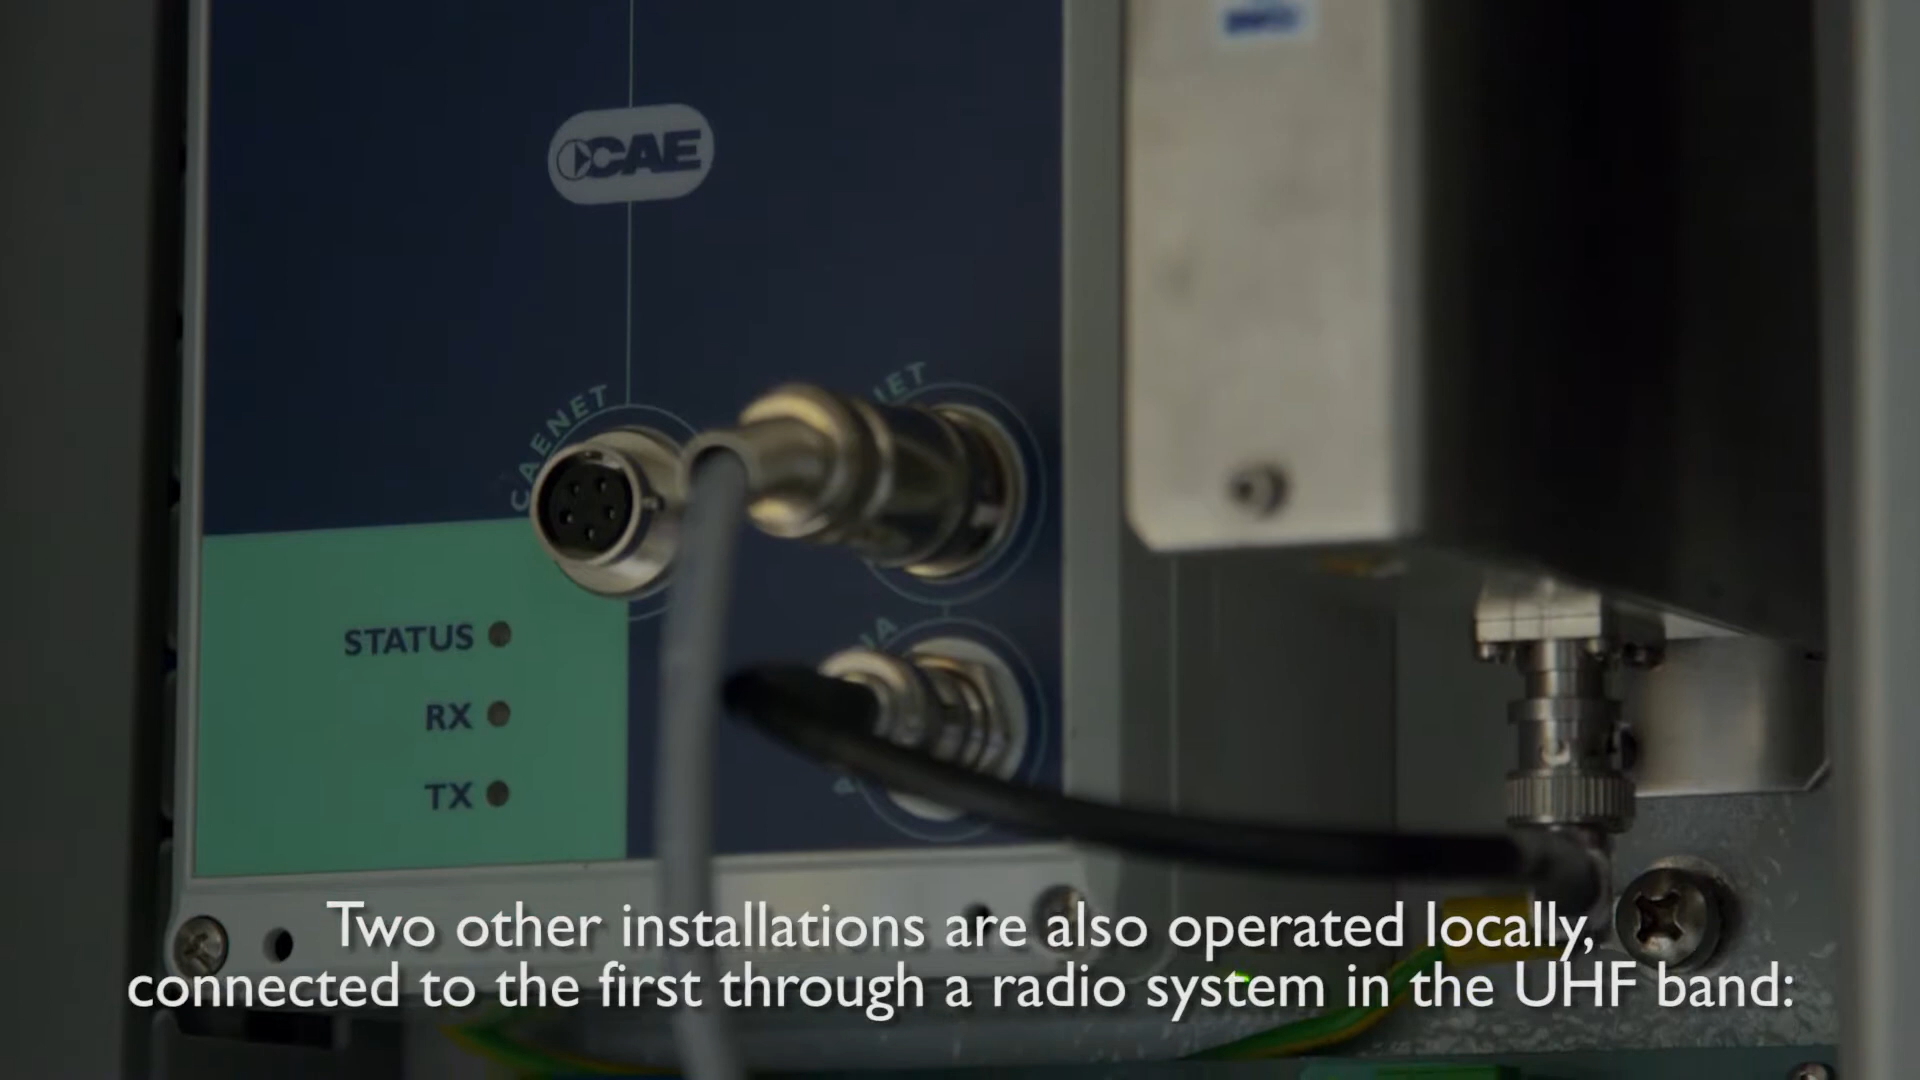 CAE
CAENET
STATUS
RX
TX
Two other installations are also operated locally,
connected to the first through a radio system in the UHF band: